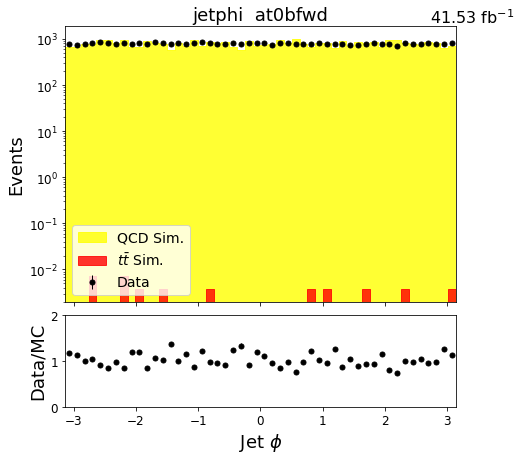 jetphi at0bfwd
41.53 fb⁻¹
Events
10³
10²
10¹
10⁰
10⁻¹
10⁻²
QCD Sim.
tt̄ Sim.
Data
Data/MC
2
1
0
−3 −2 −1 0 1 2 3
Jet ϕ